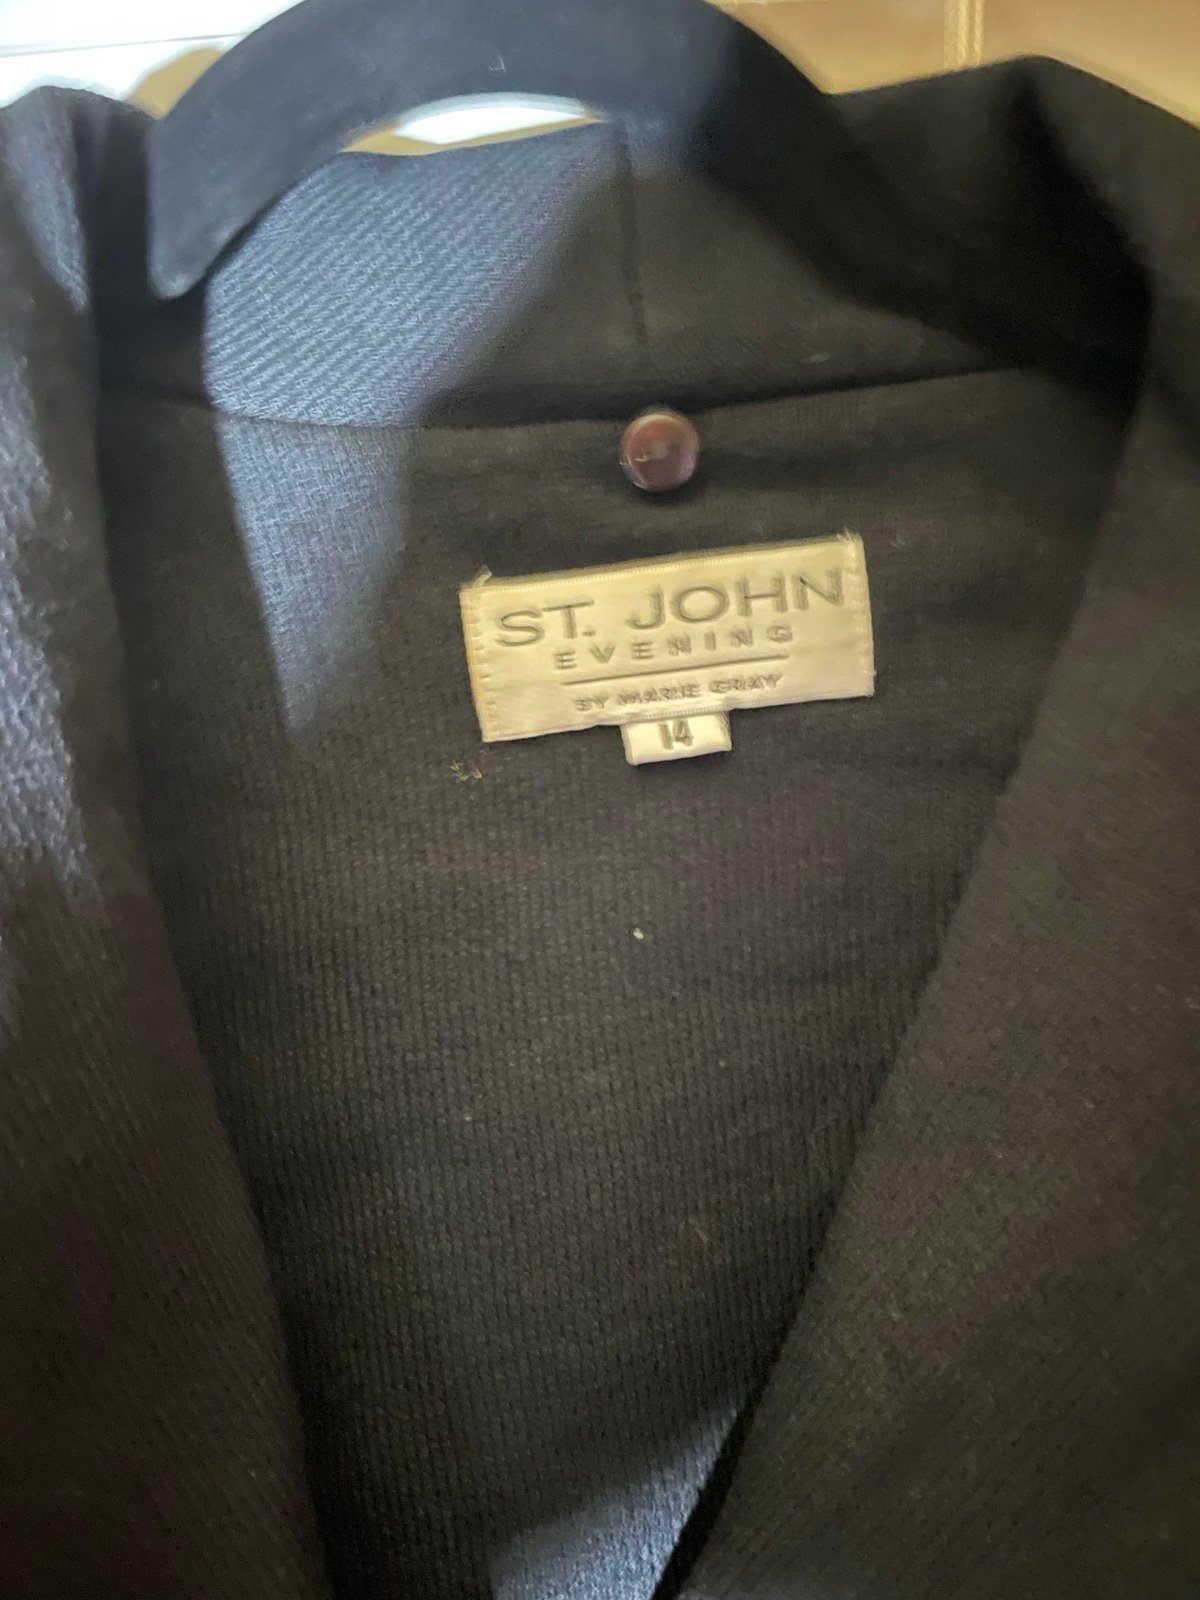 ST. JOHN
EVENING
BY MARIE GRAY
14